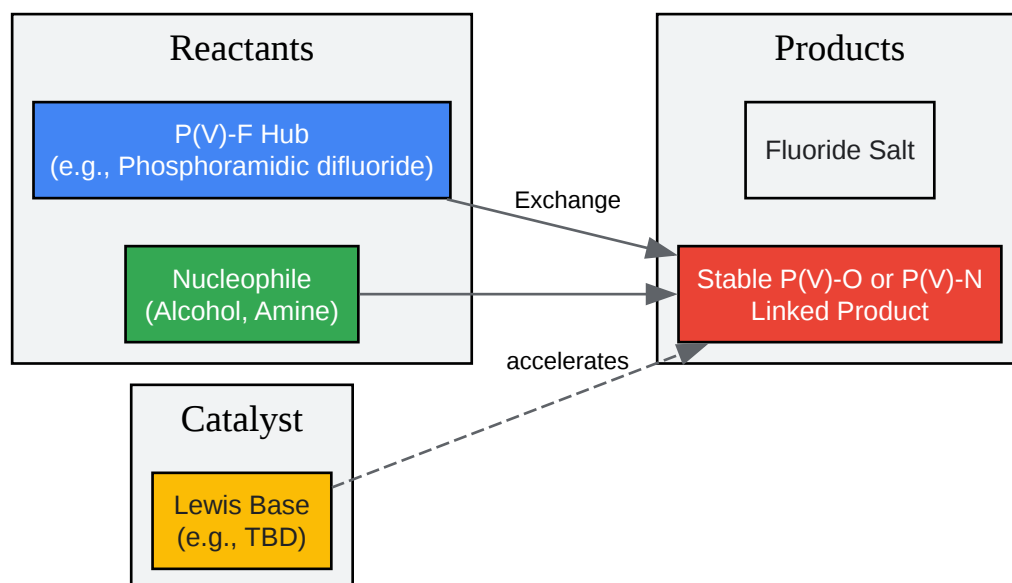 Reactants
P(V)-F Hub
(e.g., Phosphoramidic difluoride)
Nucleophile
(Alcohol, Amine)
Exchange
Products
Fluoride Salt
Stable P(V)-O or P(V)-N
Linked Product
accelerates
Catalyst
Lewis Base
(e.g., TBD)